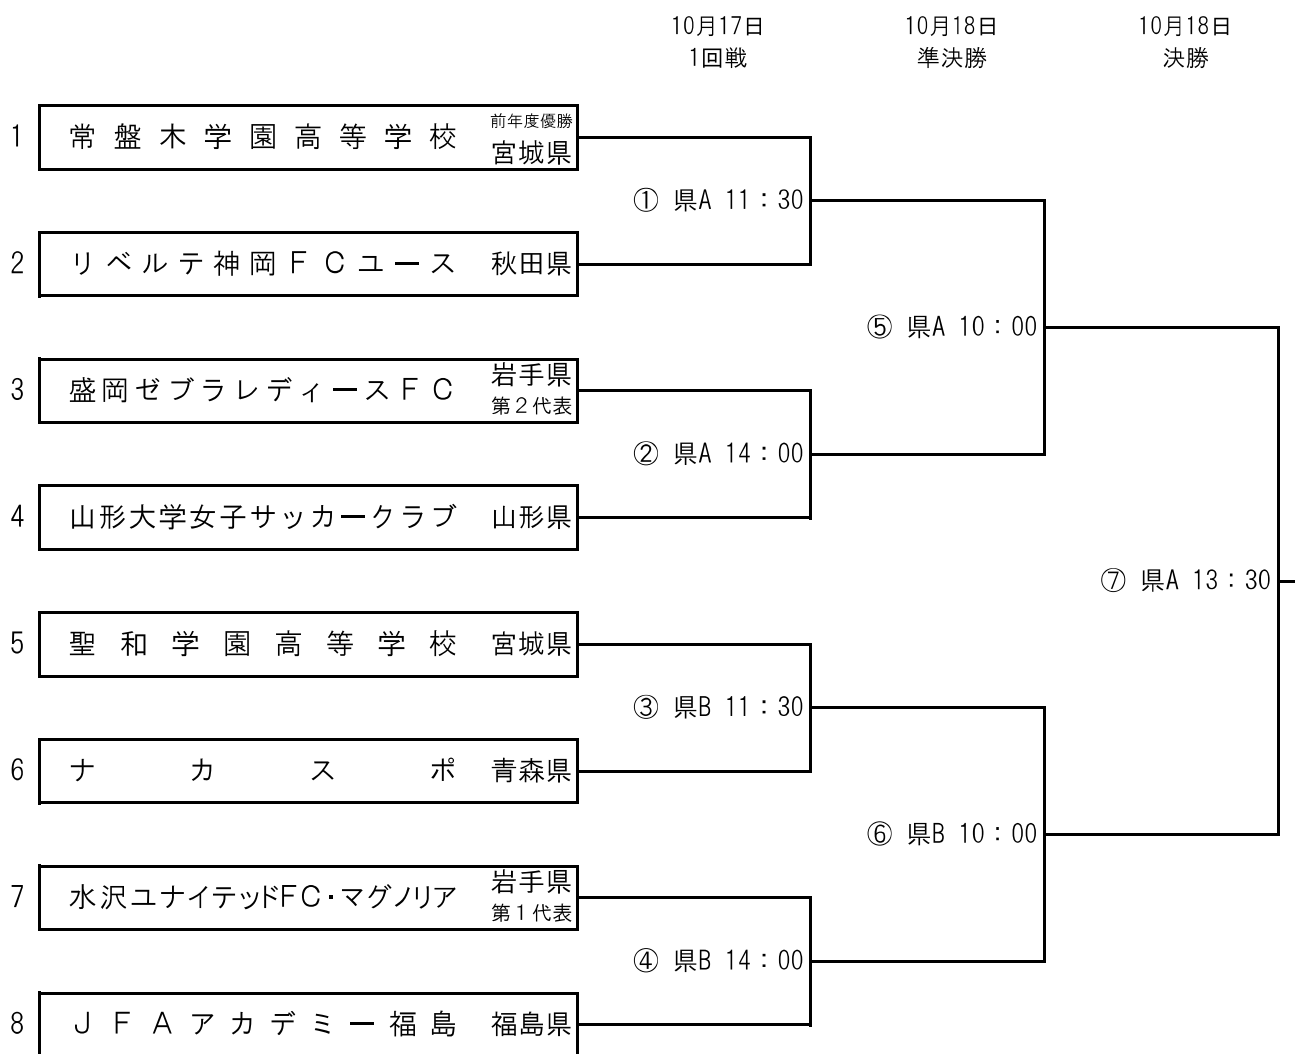 10月17日
1回戦
10月18日
準決勝
10月18日
決勝
1 常盤木学園高等学校 前年度優勝
宮城県
① 県A 11：30
2 リベルテ神岡ＦＣユース 秋田県
⑤ 県A 10：00
3 盛岡ゼブラレディースＦＣ 岩手県
第２代表
② 県A 14：00
4 山形大学女子サッカークラブ 山形県
⑦ 県A 13：30
5 聖和学園高等学校 宮城県
③ 県B 11：30
6 ナカスポ 青森県
⑥ 県B 10：00
7 水沢ユナイテッドFC・マグノリア 岩手県
第１代表
④ 県B 14：00
8 ＪＦＡアカデミー福島 福島県